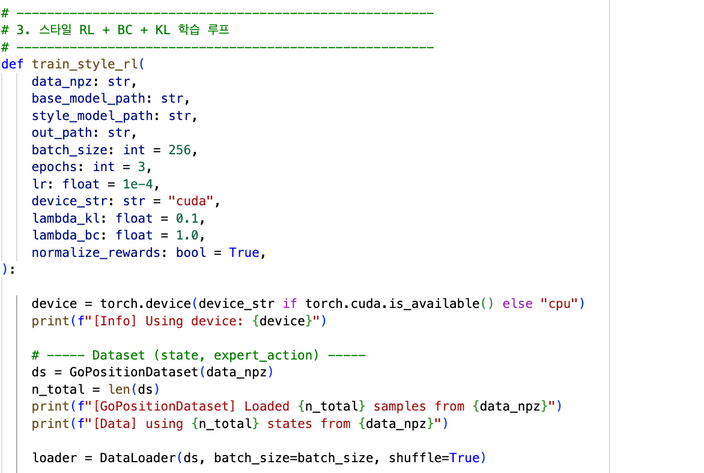 # -------------------------------------------------------
# 3. 스타일 RL + BC + KL 학습 루프
# -------------------------------------------------------
def train_style_rl(
    data_npz: str,
    base_model_path: str,
    style_model_path: str,
    out_path: str,
    batch_size: int = 256,
    epochs: int = 3,
    lr: float = 1e-4,
    device_str: str = "cuda",
    lambda_kl: float = 0.1,
    lambda_bc: float = 1.0,
    normalize_rewards: bool = True,
):
    device = torch.device(device_str if torch.cuda.is_available() else "cpu")
    print(f"[Info] Using device: {device}")
    # ----- Dataset (state, expert_action) -----
    ds = GoPositionDataset(data_npz)
    n_total = len(ds)
    print(f"[GoPositionDataset] Loaded {n_total} samples from {data_npz}")
    print(f"[Data] using {n_total} states from {data_npz}")
    loader = DataLoader(ds, batch_size=batch_size, shuffle=True)